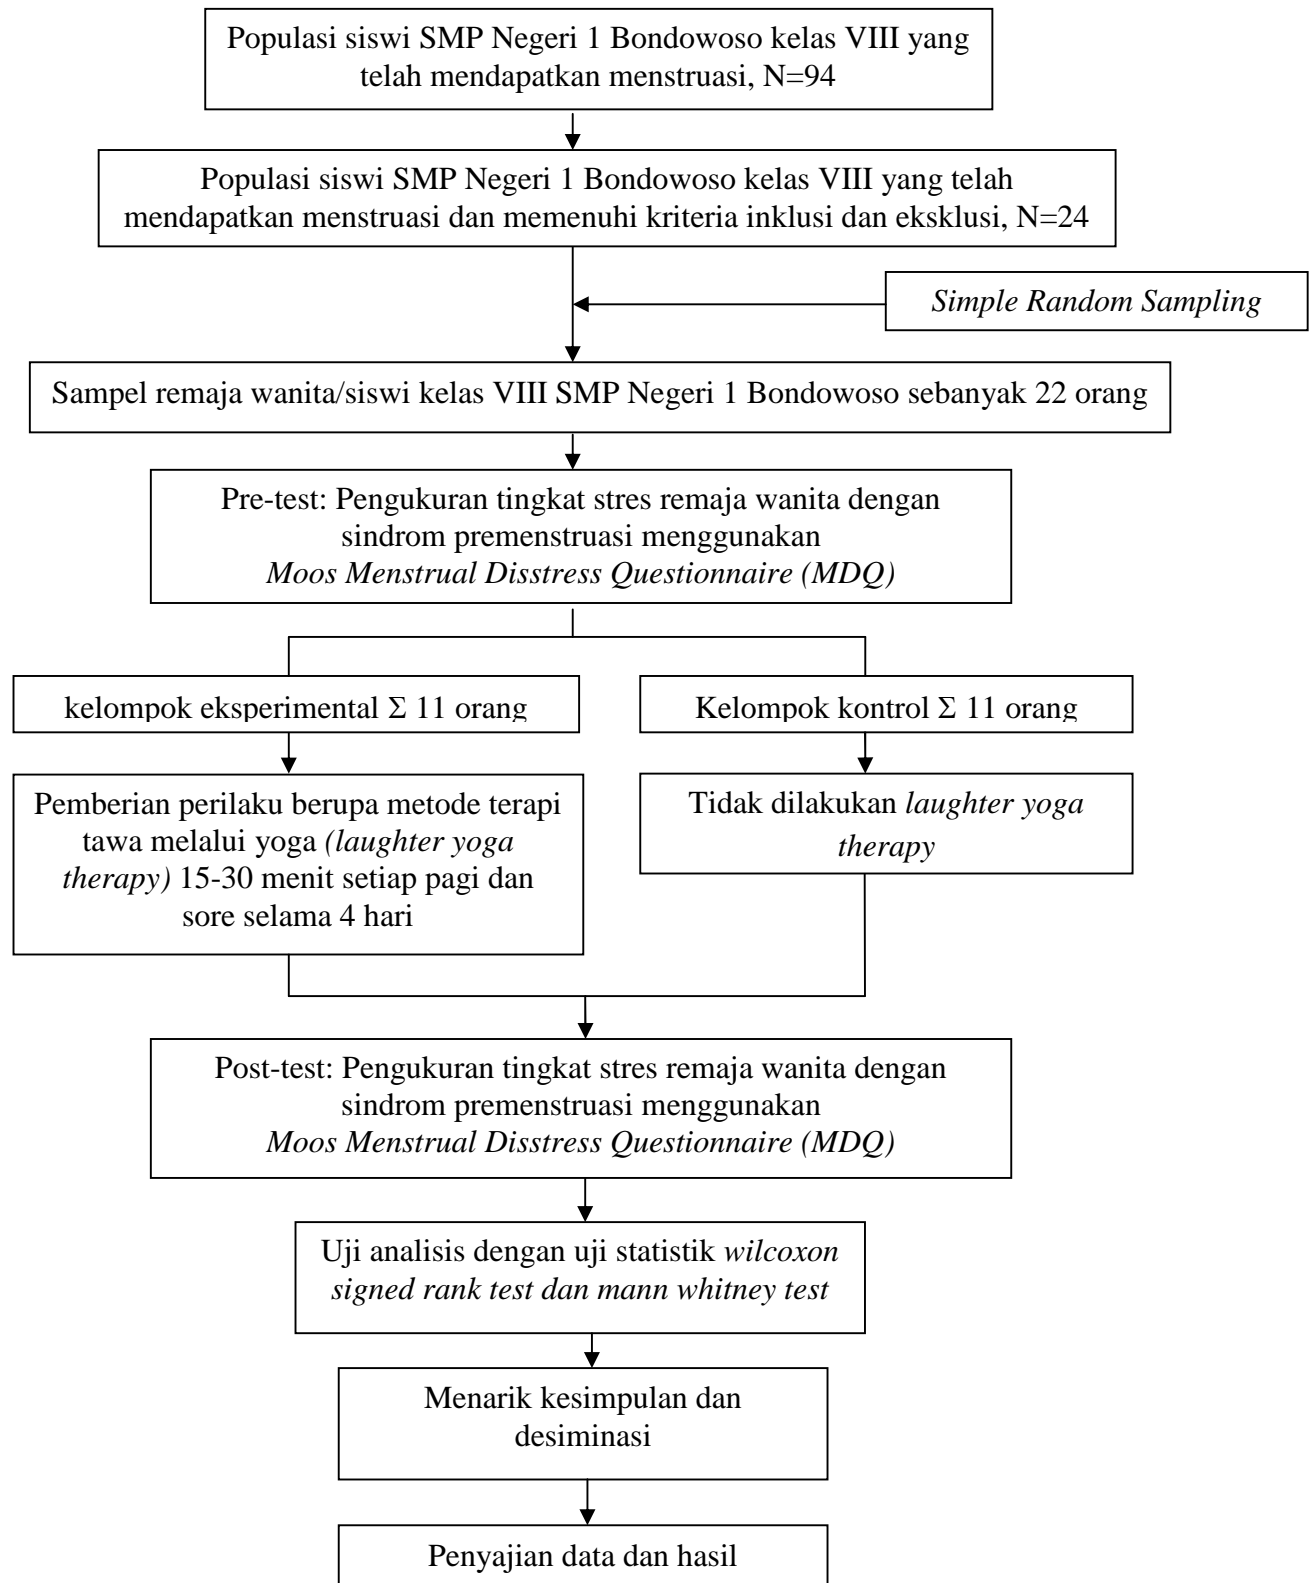 Populasi siswi SMP Negeri 1 Bondowoso kelas VIII yang
telah mendapatkan menstruasi, N=94
Populasi siswi SMP Negeri 1 Bondowoso kelas VIII yang telah
mendapatkan menstruasi dan memenuhi kriteria inklusi dan eksklusi, N=24
Simple Random Sampling
Sampel remaja wanita/siswi kelas VIII SMP Negeri 1 Bondowoso sebanyak 22 orang
Pre-test: Pengukuran tingkat stres remaja wanita dengan
sindrom premenstruasi menggunakan
Moos Menstrual Disstress Questionnaire (MDQ)
kelompok eksperimental Σ 11 orang
Kelompok kontrol Σ 11 orang
Pemberian perilaku berupa metode terapi
tawa melalui yoga (laughter yoga
therapy) 15-30 menit setiap pagi dan
sore selama 4 hari
Tidak dilakukan laughter yoga
therapy
Post-test: Pengukuran tingkat stres remaja wanita dengan
sindrom premenstruasi menggunakan
Moos Menstrual Disstress Questionnaire (MDQ)
Uji analisis dengan uji statistik wilcoxon
signed rank test dan mann whitney test
Menarik kesimpulan dan
desiminasi
Penyajian data dan hasil